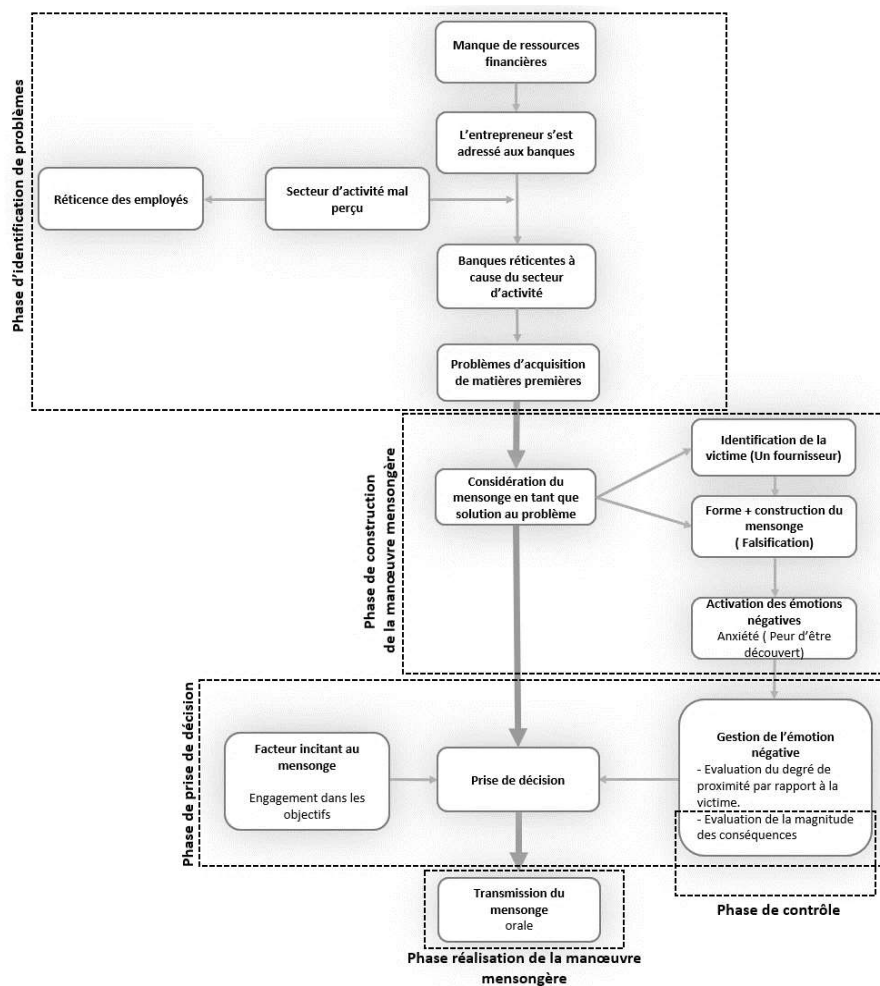 Phase d'identification de problèmes
Manque de ressources
financières
L'entrepreneur s'est
adressé aux banques
Réticence des employés
Secteur d'activité mal
perçu
Banques réticentes à
cause du secteur
d'activité
Problèmes d'acquisition
de matières premières
Phase de construction
de la manœuvre mensongère
Considération du
mensonge en tant que
solution au problème
Identification de la
victime (Un fournisseur)
Forme + construction du
mensonge
( Falsification)
Activation des émotions
négatives
Anxiété ( Peur d'être
découvert)
Phase de prise de décision
Facteur incitant au
mensonge
Engagement dans les
objectifs
Prise de décision
Gestion de l'émotion
négative
- Evaluation du degré de
proximité par rapport à la
victime.
- Evaluation de la magnitude
des conséquences
Phase de contrôle
Transmission du
mensonge
orale
Phase réalisation de la manœuvre
mensongère